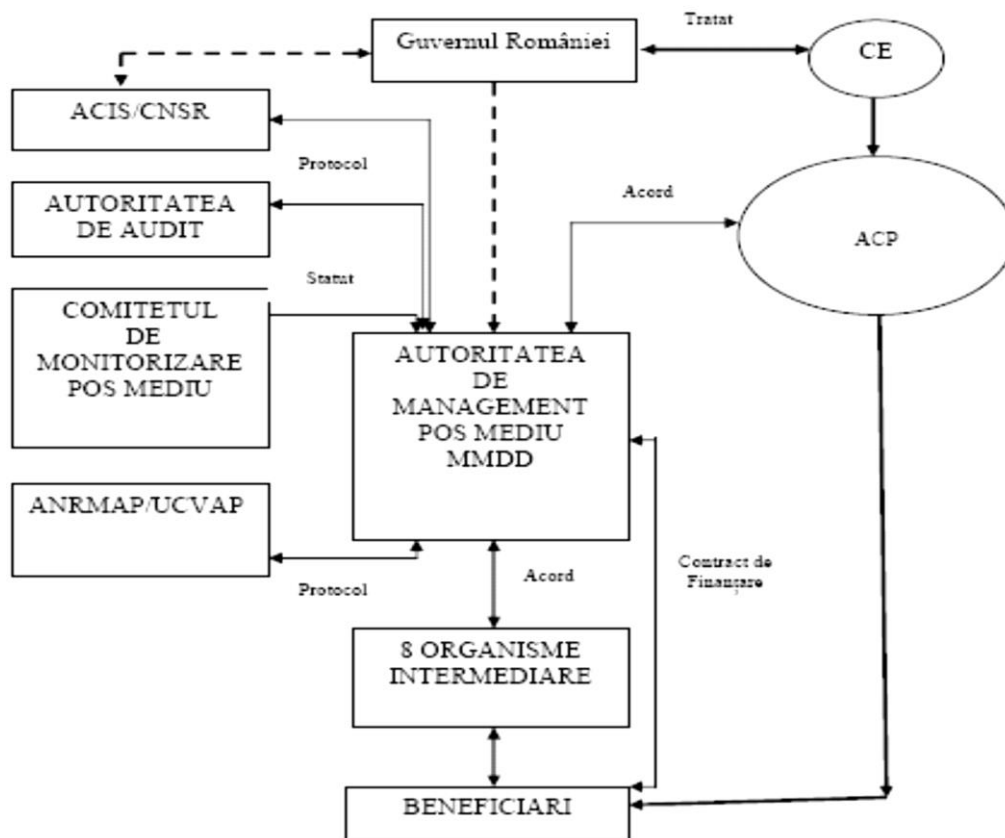 Tratat
Guvernul României
CE
ACIS/CNSR
Protocol
AUTORITATEA
DE AUDIT
Acord
ACP
Statut
COMITETUL
DE
MONITORIZARE
POS MEDIU
AUTORITATEA
DE
MANAGEMENT
POS MEDIU
MMDD
ANRMAP/UCVAP
Protocol
Acord
Contract de
Finanțare
8 ORGANISME
INTERMEDIARE
BENEFICIARI